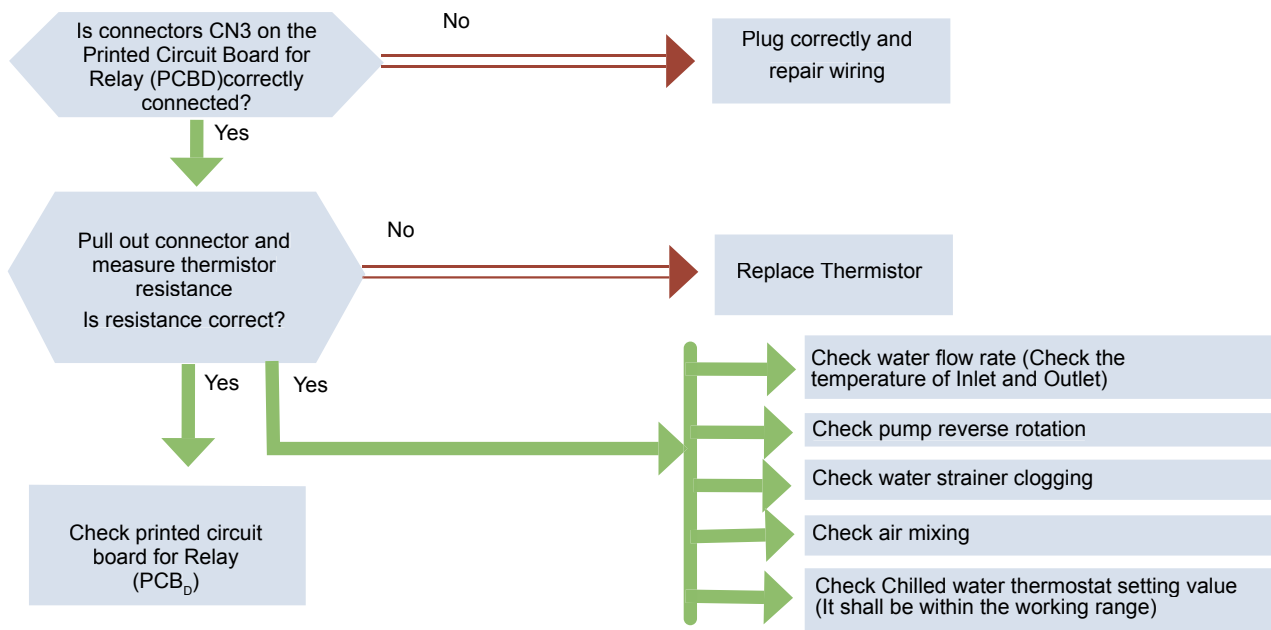 Is connectors CN3 on the
Printed Circuit Board for
Relay (PCBD)correctly
connected?
No
Plug correctly and
repair wiring
Yes
Pull out connector and
measure thermistor
resistance
Is resistance correct?
No
Replace Thermistor
Yes
Yes
Check printed circuit
board for Relay
(PCB_D)
Check water flow rate (Check the
temperature of Inlet and Outlet)
Check pump reverse rotation
Check water strainer clogging
Check air mixing
Check Chilled water thermostat setting value
(It shall be within the working range)